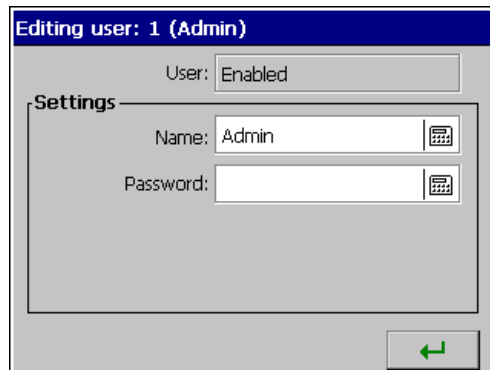 Editing user: 1 (Admin)
User: Enabled
Settings
Name: Admin
Password: